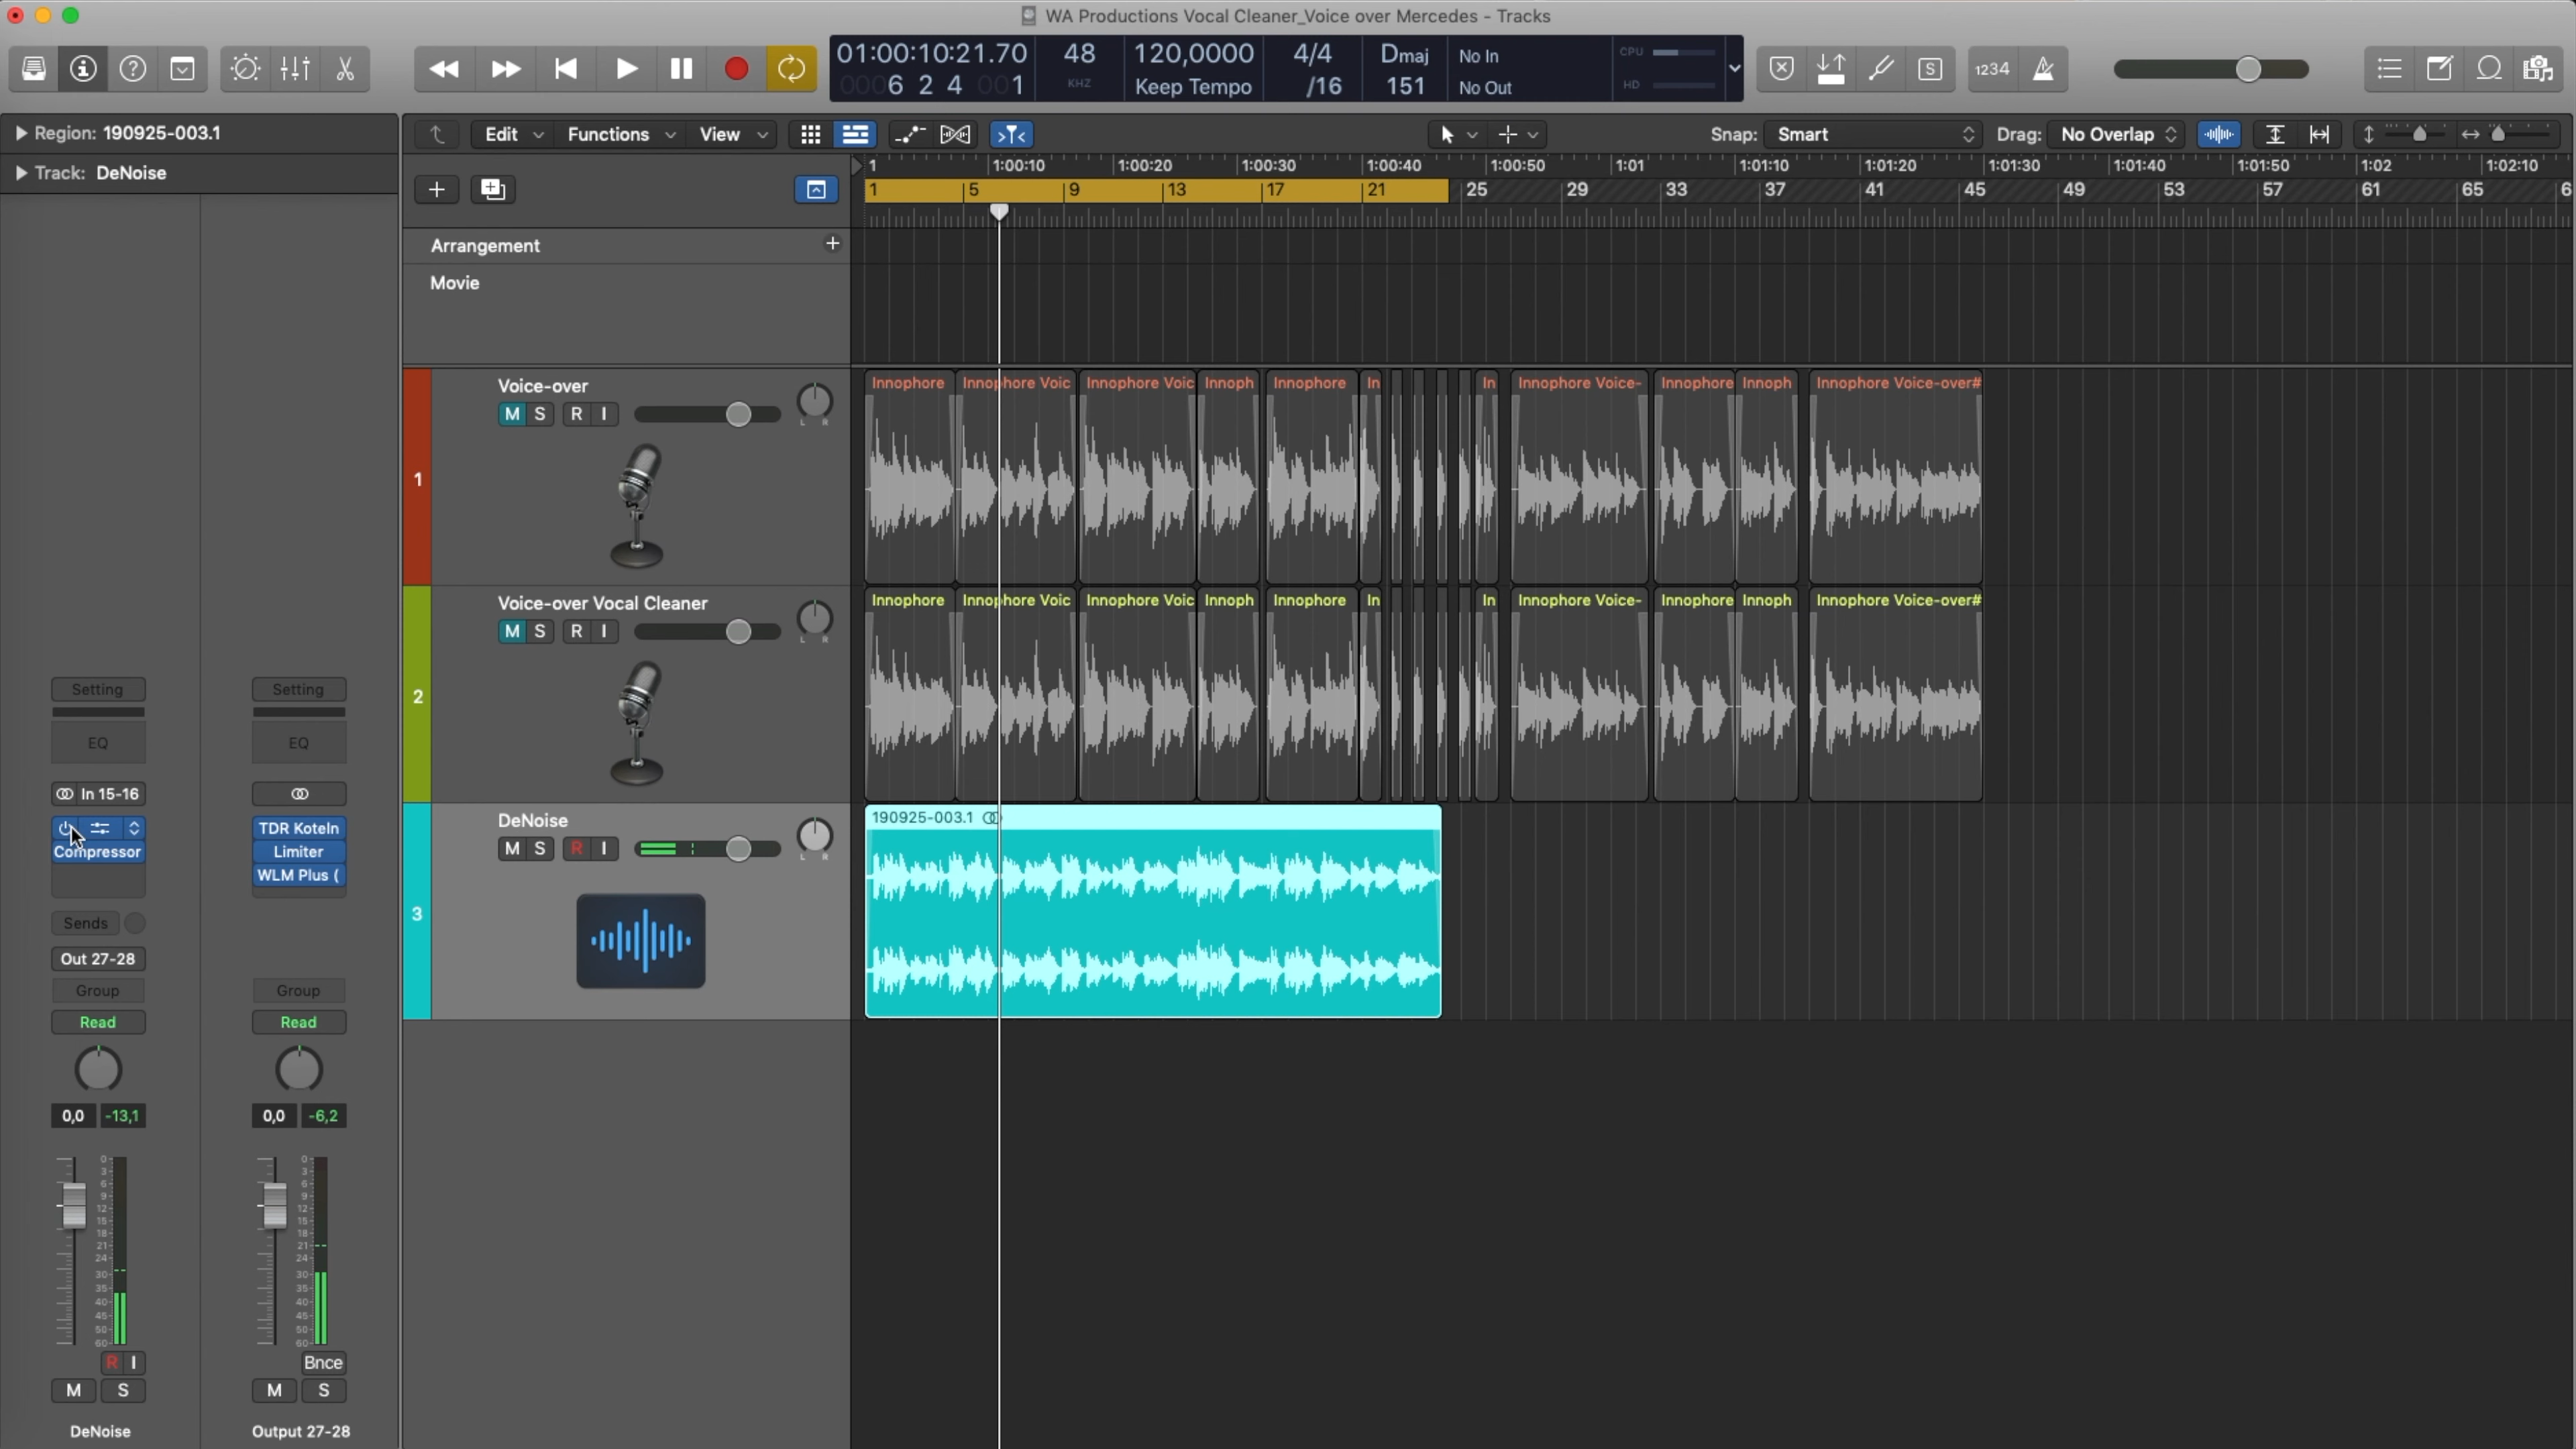 WA Productions Vocal Cleaner_Voice over Mercedes - Tracks
01:00:10:21.70 48 120,0000 4/4 Dmaj No In CPU
0006 2 4 001 KHZ Keep Tempo /16 151 No Out HD
S 1234
Region: 190925-003.1
Edit Functions View Snap: Smart Drag: No Overlap
Track: DeNoise
1 1:00:10 1:00:20 1:00:30 1:00:40 1:00:50 1:01 1:01:10 1:01:20 1:01:30 1:01:40 1:01:50 1:02 1:02:10
1 5 9 13 17 21 25 29 33 37 41 45 49 53 57 61 65 6
Arrangement
Movie
1
Voice-over
M S R I
L R
Innophore Innophore Voic Innophore Voic Innoph Innophore In In Innophore Voice- Innophore Innoph Innophore Voice-over#
2
Voice-over Vocal Cleaner
M S R I
L R
Innophore Innophore Voic Innophore Voic Innoph Innophore In In Innophore Voice- Innophore Innoph Innophore Voice-over#
3
DeNoise
M S R I
L R
190925-003.1
Setting Setting
EQ EQ
In 15-16
TDR Koteln
Compressor Limiter
WLM Plus (
Sends
Out 27-28
Group Group
Read Read
0,0 -13,1 0,0 -6,2
0 0
3 3
6 6
9 9
12 12
15 15
18 18
21 21
24 24
30 30
35 35
40 40
45 45
50 50
60 60
R I Bnce
M S M S
DeNoise Output 27-28